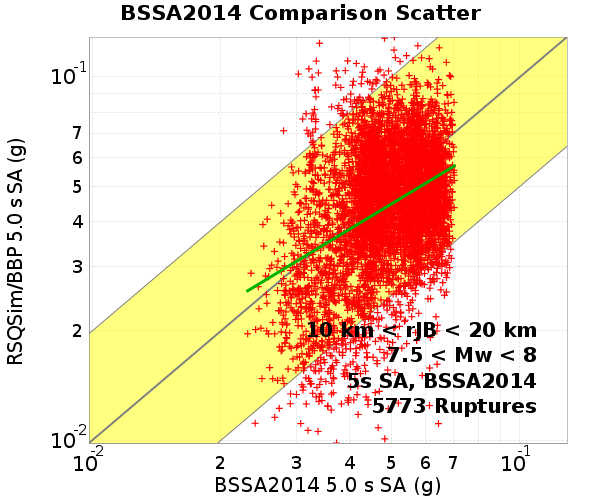 BSSA2014 Comparison Scatter
RSQSim/BBP 5.0 s SA (g)
10⁻¹
7
6
5
4
3
2
10⁻²
10 km < rJB < 20 km
7.5 < Mw < 8
5s SA, BSSA2014
5773 Ruptures
10⁻² 2 3 4 5 6 7 10⁻¹
BSSA2014 5.0 s SA (g)